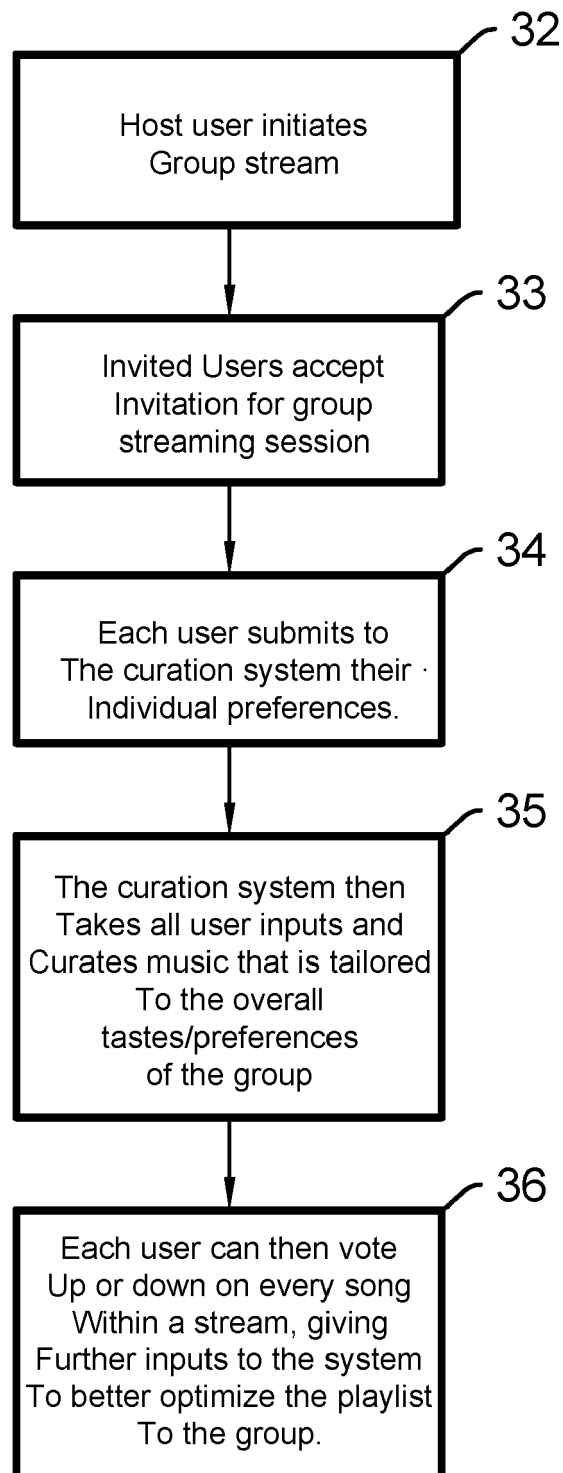 32
Host user initiates
Group stream
33
Invited Users accept
Invitation for group
streaming session
34
Each user submits to
The curation system their
Individual preferences.
35
The curation system then
Takes all user inputs and
Curates music that is tailored
To the overall
tastes/preferences
of the group
36
Each user can then vote
Up or down on every song
Within a stream, giving
Further inputs to the system
To better optimize the playlist
To the group.